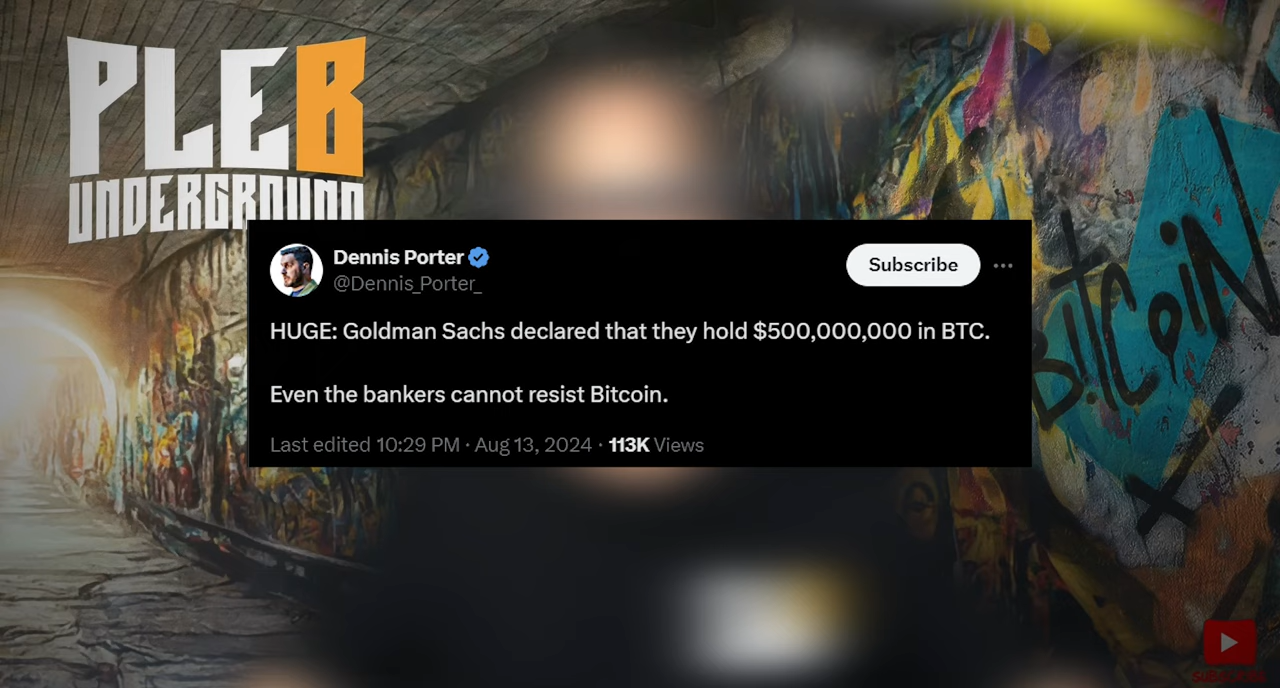 PLEB
UNDERGROUND
Dennis Porter
@Dennis_Porter_
Subscribe
HUGE: Goldman Sachs declared that they hold $500,000,000 in BTC.
Even the bankers cannot resist Bitcoin.
Last edited 10:29 PM · Aug 13, 2024 · 113K Views
BITCOIN
SUBSCRIBE